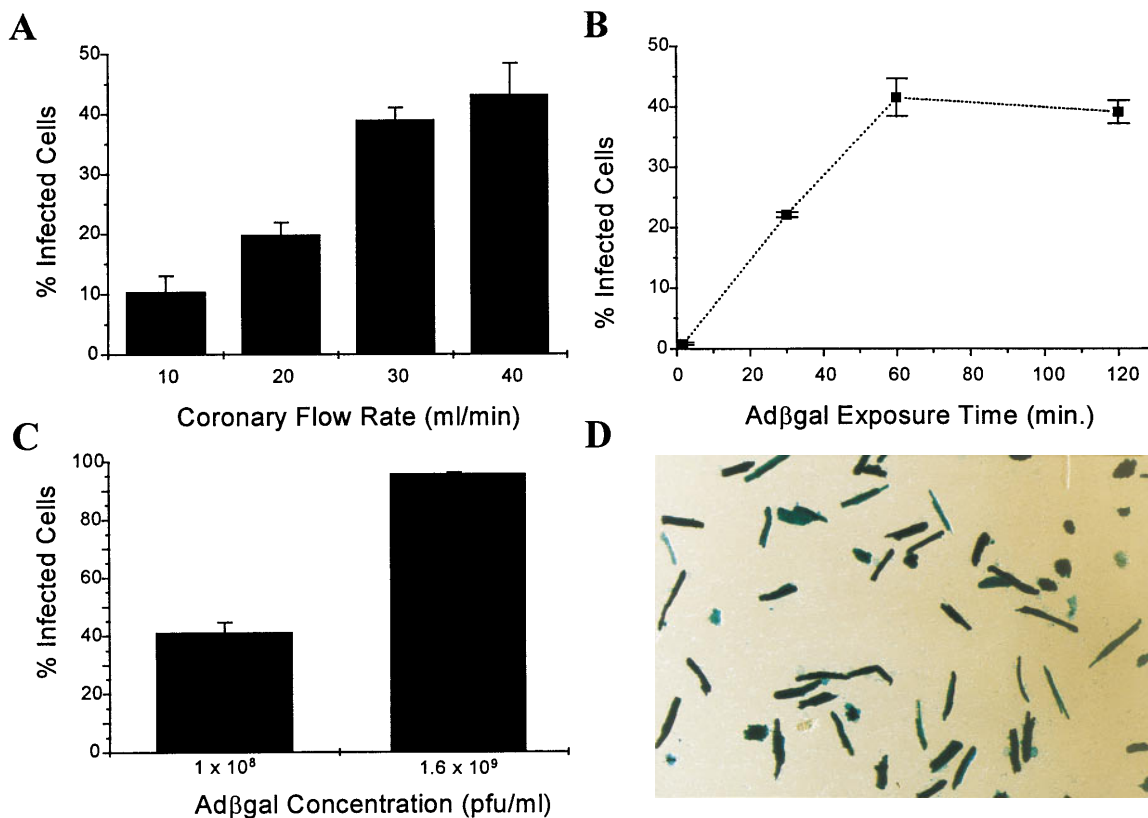 A
% Infected Cells
50
40
30
20
10
0
10 20 30 40
Coronary Flow Rate (ml/min)
B
% Infected Cells
50
40
30
20
10
0
0 20 40 60 80 100 120
Adβgal Exposure Time (min.)
C
% Infected Cells
100
80
60
40
20
0
1 x 10⁸ 1.6 x 10⁹
Adβgal Concentration (pfu/ml)
D